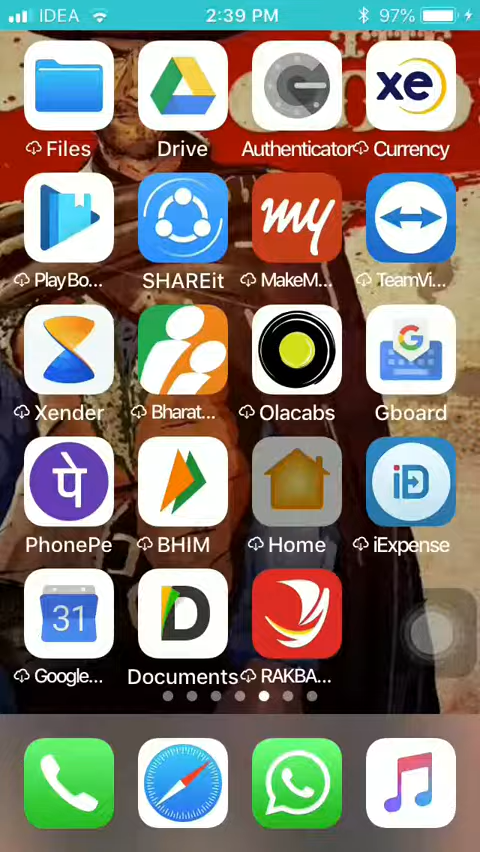 IDEA 2:39 PM 97%
Files Drive Authenticator Currency
xe
my
PlayBo... SHAREit MakeM... TeamVi...
G
Xender Bharat... Olacabs Gboard
पे
iD
PhonePe BHIM Home iExpense
31
D
Google... Documents RAKBA...